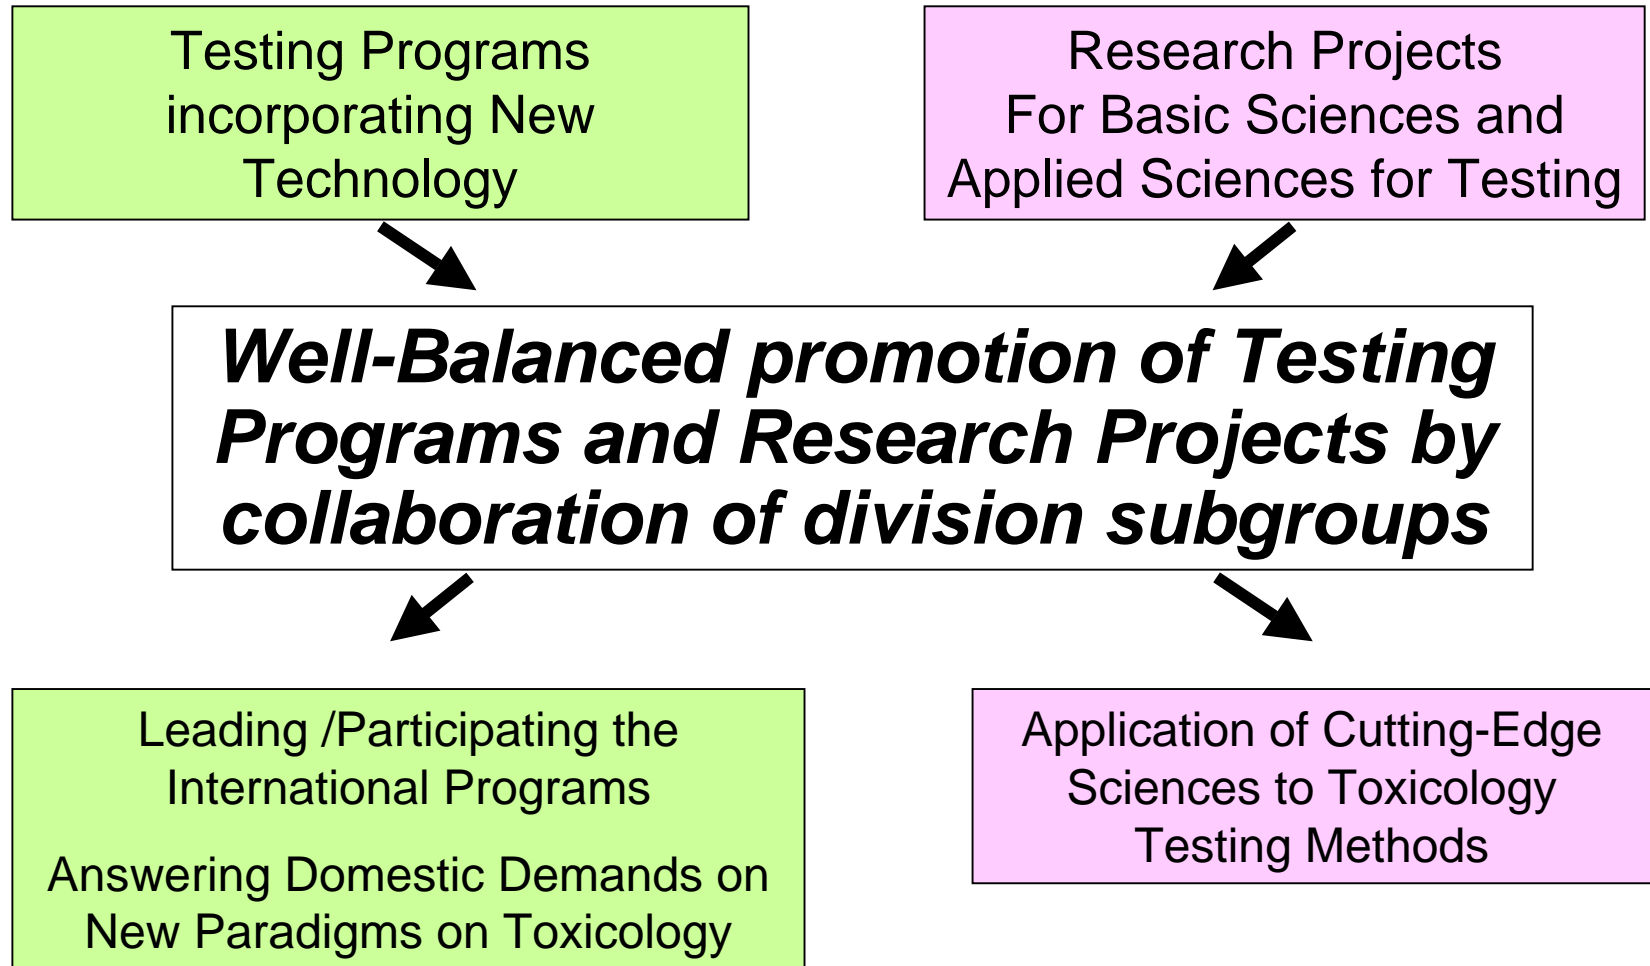 Testing Programs
incorporating New
Technology
Research Projects
For Basic Sciences and
Applied Sciences for Testing
Well-Balanced promotion of Testing
Programs and Research Projects by
collaboration of division subgroups
Leading /Participating the
International Programs
Answering Domestic Demands on
New Paradigms on Toxicology
Application of Cutting-Edge
Sciences to Toxicology
Testing Methods